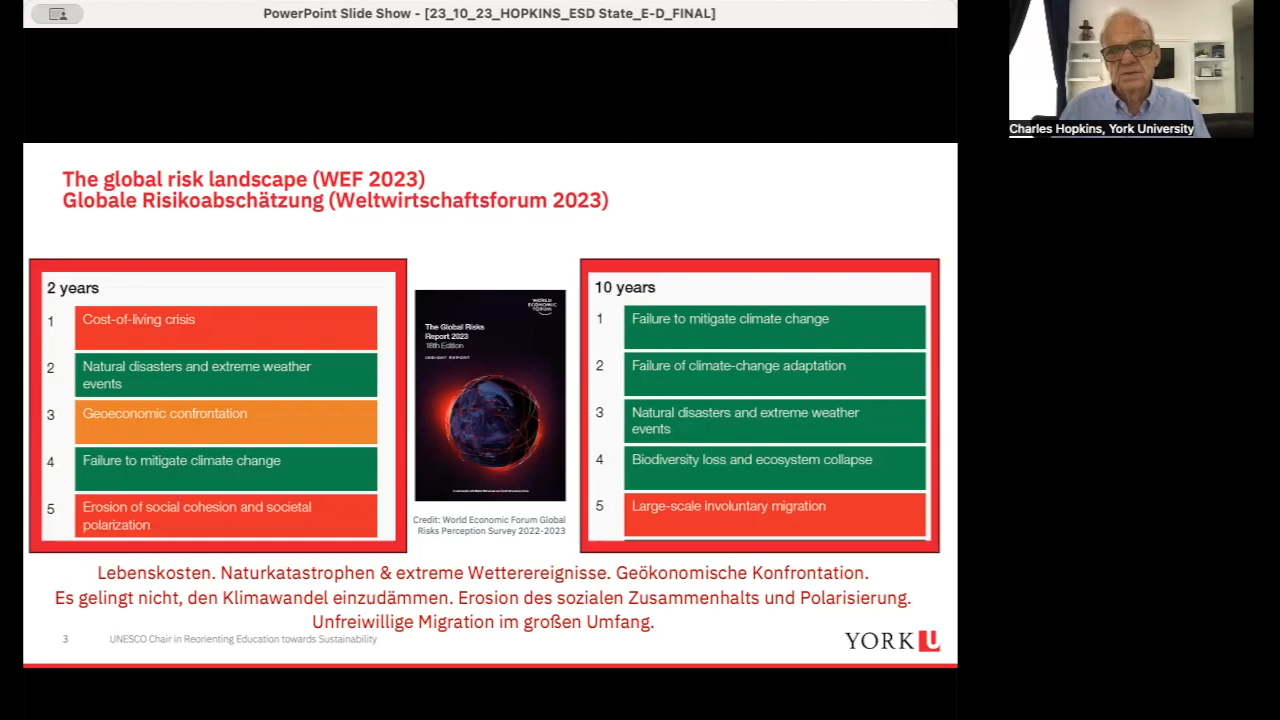 PowerPoint Slide Show - [23_10_23_HOPKINS_ESD State_E-D_FINAL]
Charles Hopkins, York University
The global risk landscape (WEF 2023)
Globale Risikoabschätzung (Weltwirtschaftsforum 2023)
2 years
1 Cost-of-living crisis
2 Natural disasters and extreme weather
events
3 Geoeconomic confrontation
4 Failure to mitigate climate change
5 Erosion of social cohesion and societal
polarization
WORLD
ECONOMIC
FORUM
The Global Risks
Report 2023
18th Edition
INSIGHT REPORT
Credit: World Economic Forum Global
Risks Perception Survey 2022-2023
10 years
1 Failure to mitigate climate change
2 Failure of climate-change adaptation
3 Natural disasters and extreme weather
events
4 Biodiversity loss and ecosystem collapse
5 Large-scale involuntary migration
Lebenskosten. Naturkatastrophen & extreme Wetterereignisse. Geökonomische Konfrontation.
Es gelingt nicht, den Klimawandel einzudämmen. Erosion des sozialen Zusammenhalts und Polarisierung.
Unfreiwillige Migration im großen Umfang.
3 UNESCO Chair in Reorienting Education towards Sustainability
YORK U